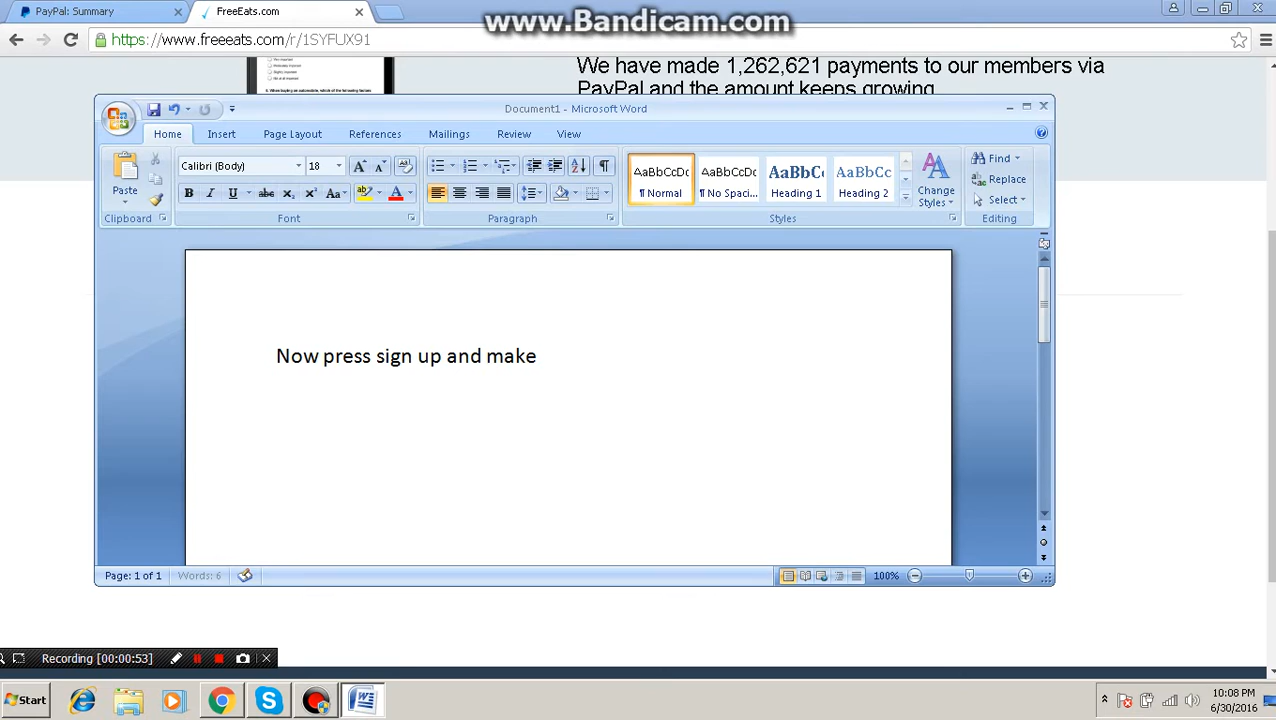 PayPal: Summary
FreeEats.com
www.Bandicam.com
https://www.freeeats.com/r/1SYFUX91
We have made 1,262,621 payments to our members via
PayPal and the amount keeps growing
Document1 - Microsoft Word
Home Insert Page Layout References Mailings Review View
Calibri (Body) 18
AaBbCcDc AaBbCcDc AaBbC AaBbCc
¶ Normal ¶ No Spaci... Heading 1 Heading 2
Paste
Change
Styles
Find
Replace
Select
Clipboard Font Paragraph Styles Editing
Now press sign up and make
Page: 1 of 1 Words: 6 100%
Recording [00:00:53]
Start
10:08 PM
6/30/2016